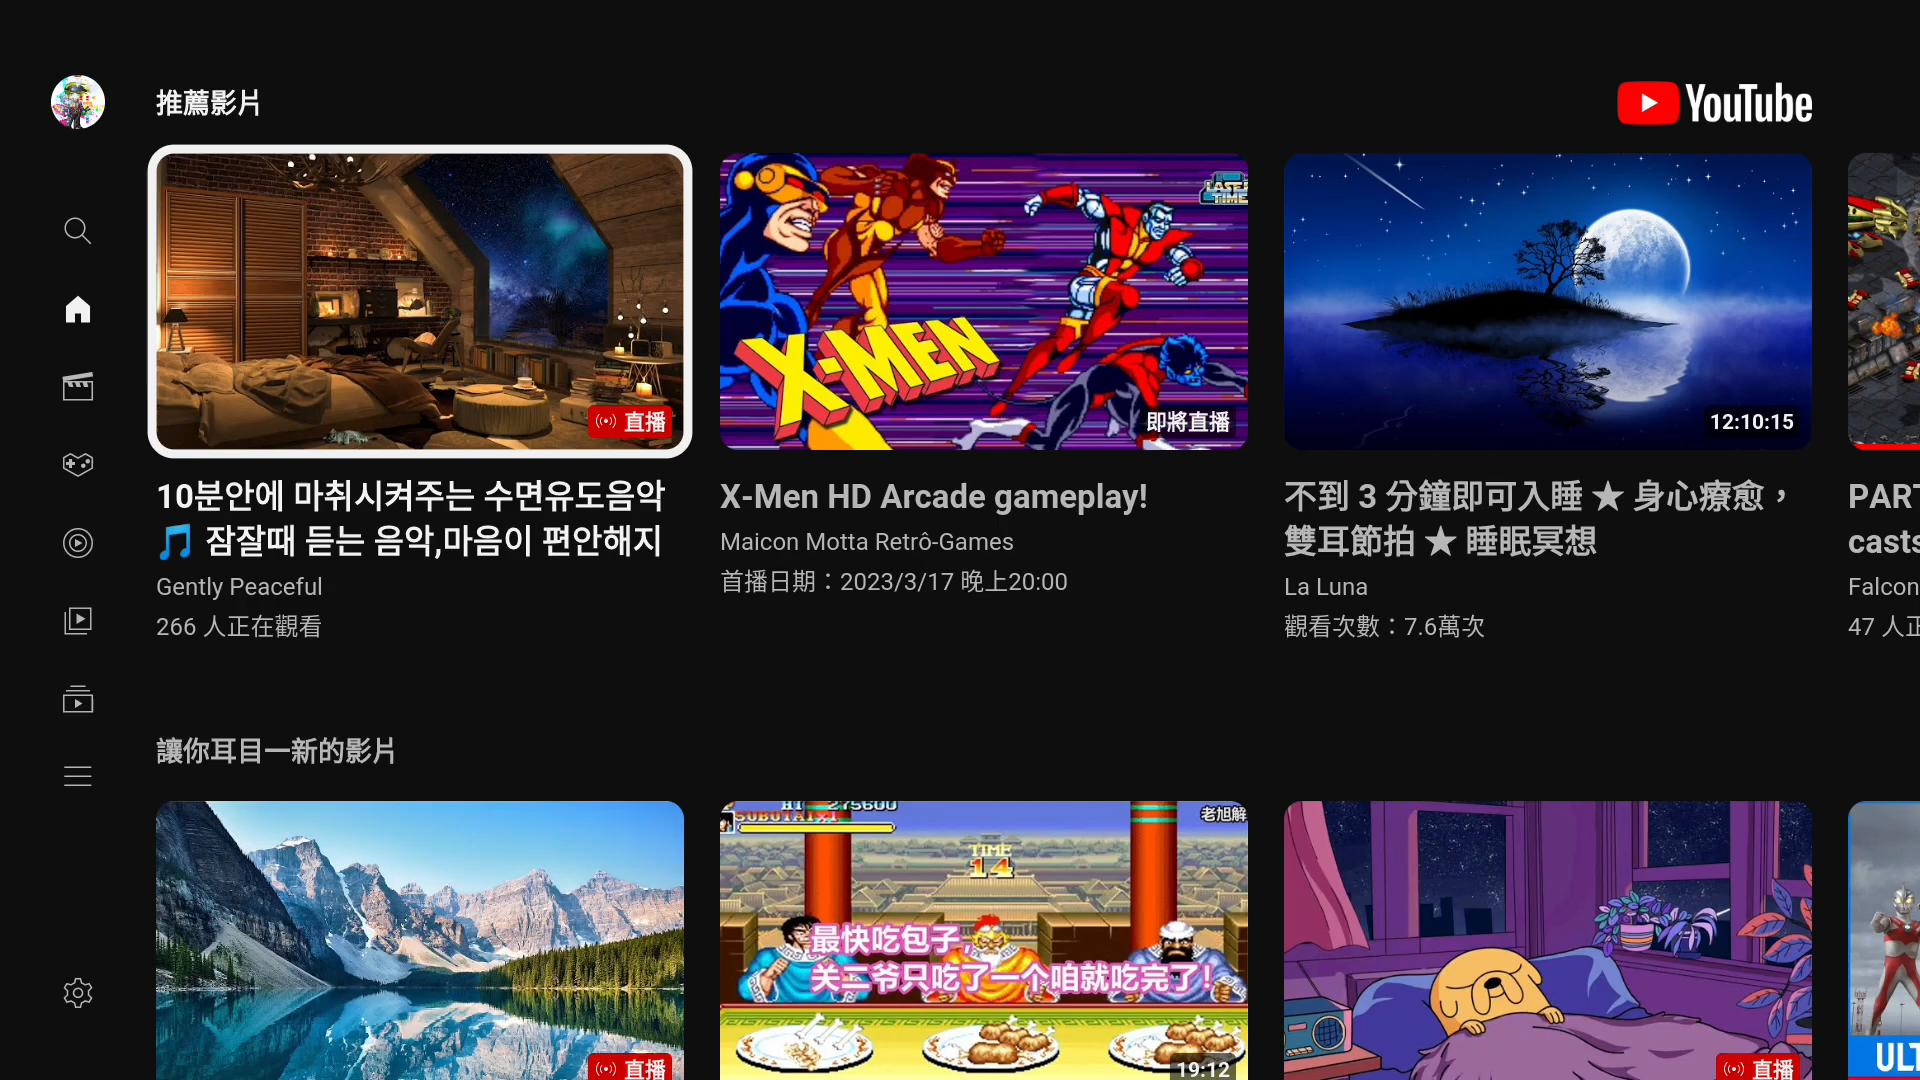 推薦影片
YouTube
LASER TIME
X-MEN
直播
即將直播
12:10:15
10분안에 마취시켜주는 수면유도음악
🎵 잠잘때 듣는 음악,마음이 편안해지
Gently Peaceful
266 人正在觀看
X-Men HD Arcade gameplay!
Maicon Motta Retrô-Games
首播日期：2023/3/17 晚上20:00
不到 3 分鐘即可入睡 ★ 身心療愈，
雙耳節拍 ★ 睡眠冥想
La Luna
觀看次數：7.6萬次
PART
casts
Falcon
47 人正
讓你耳目一新的影片
HI 275600
SUBUTAI x1
老旭解
TIME
14
最快吃包子，
关二爷只吃了一个咱就吃完了！
直播
19:12
直播
ULT